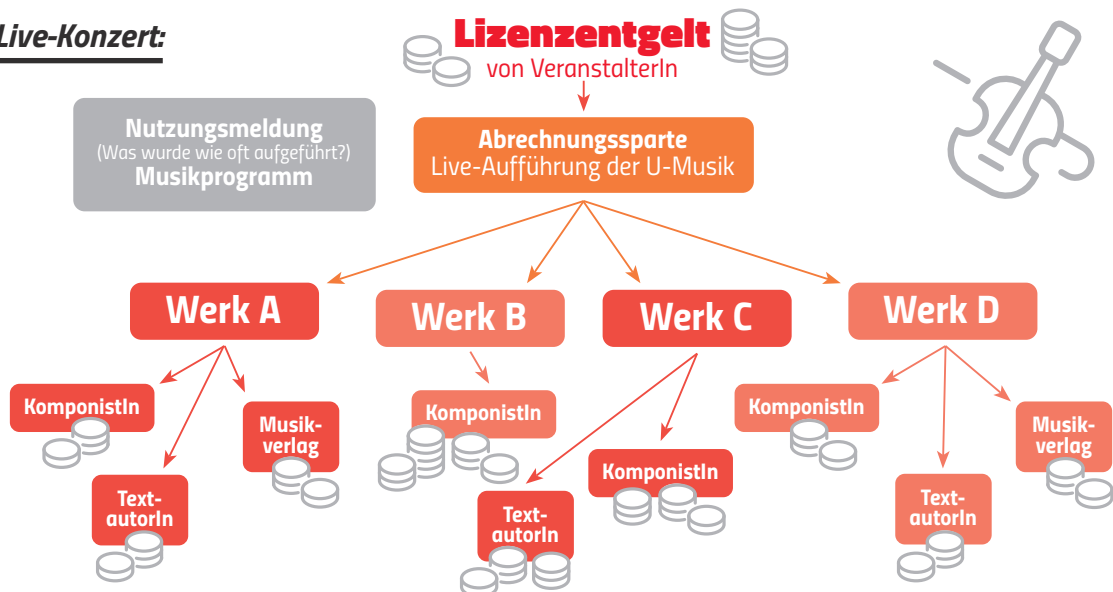 Live-Konzert:
Lizenzentgelt
von VeranstalterIn
Nutzungsmeldung
(Was wurde wie oft aufgeführt?)
Musikprogramm
Abrechnungssparte
Live-Aufführung der U-Musik
Werk A
Werk B
Werk C
Werk D
KomponistIn
Musik-
verlag
Text-
autorIn
KomponistIn
KomponistIn
Text-
autorIn
KomponistIn
Musik-
verlag
Text-
autorIn